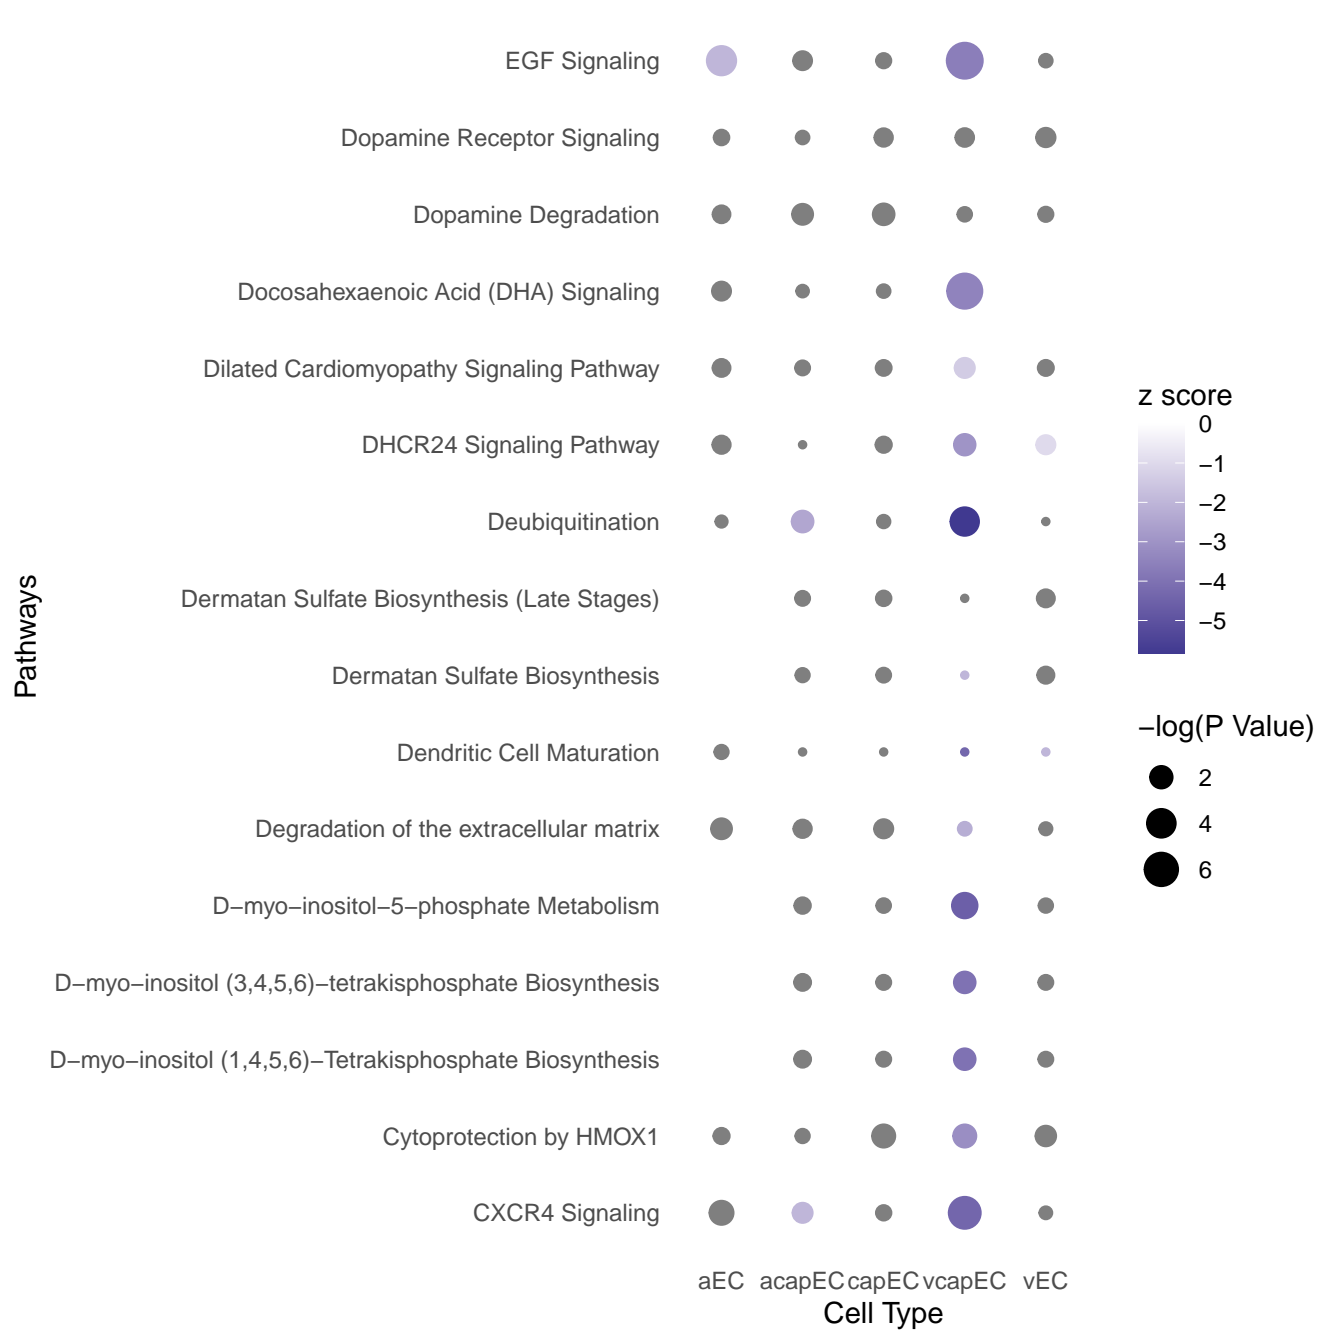 EGF Signaling
Dopamine Receptor Signaling
Dopamine Degradation
Docosahexaenoic Acid (DHA) Signaling
Dilated Cardiomyopathy Signaling Pathway
DHCR24 Signaling Pathway
Deubiquitination
Dermatan Sulfate Biosynthesis (Late Stages)
Dermatan Sulfate Biosynthesis
Dendritic Cell Maturation
Degradation of the extracellular matrix
D−myo−inositol−5−phosphate Metabolism
D−myo−inositol (3,4,5,6)−tetrakisphosphate Biosynthesis
D−myo−inositol (1,4,5,6)−Tetrakisphosphate Biosynthesis
Cytoprotection by HMOX1
CXCR4 Signaling
Pathways
aEC acapEC capEC vcapEC vEC
Cell Type
z score
0
−1
−2
−3
−4
−5
−log(P Value)
2
4
6